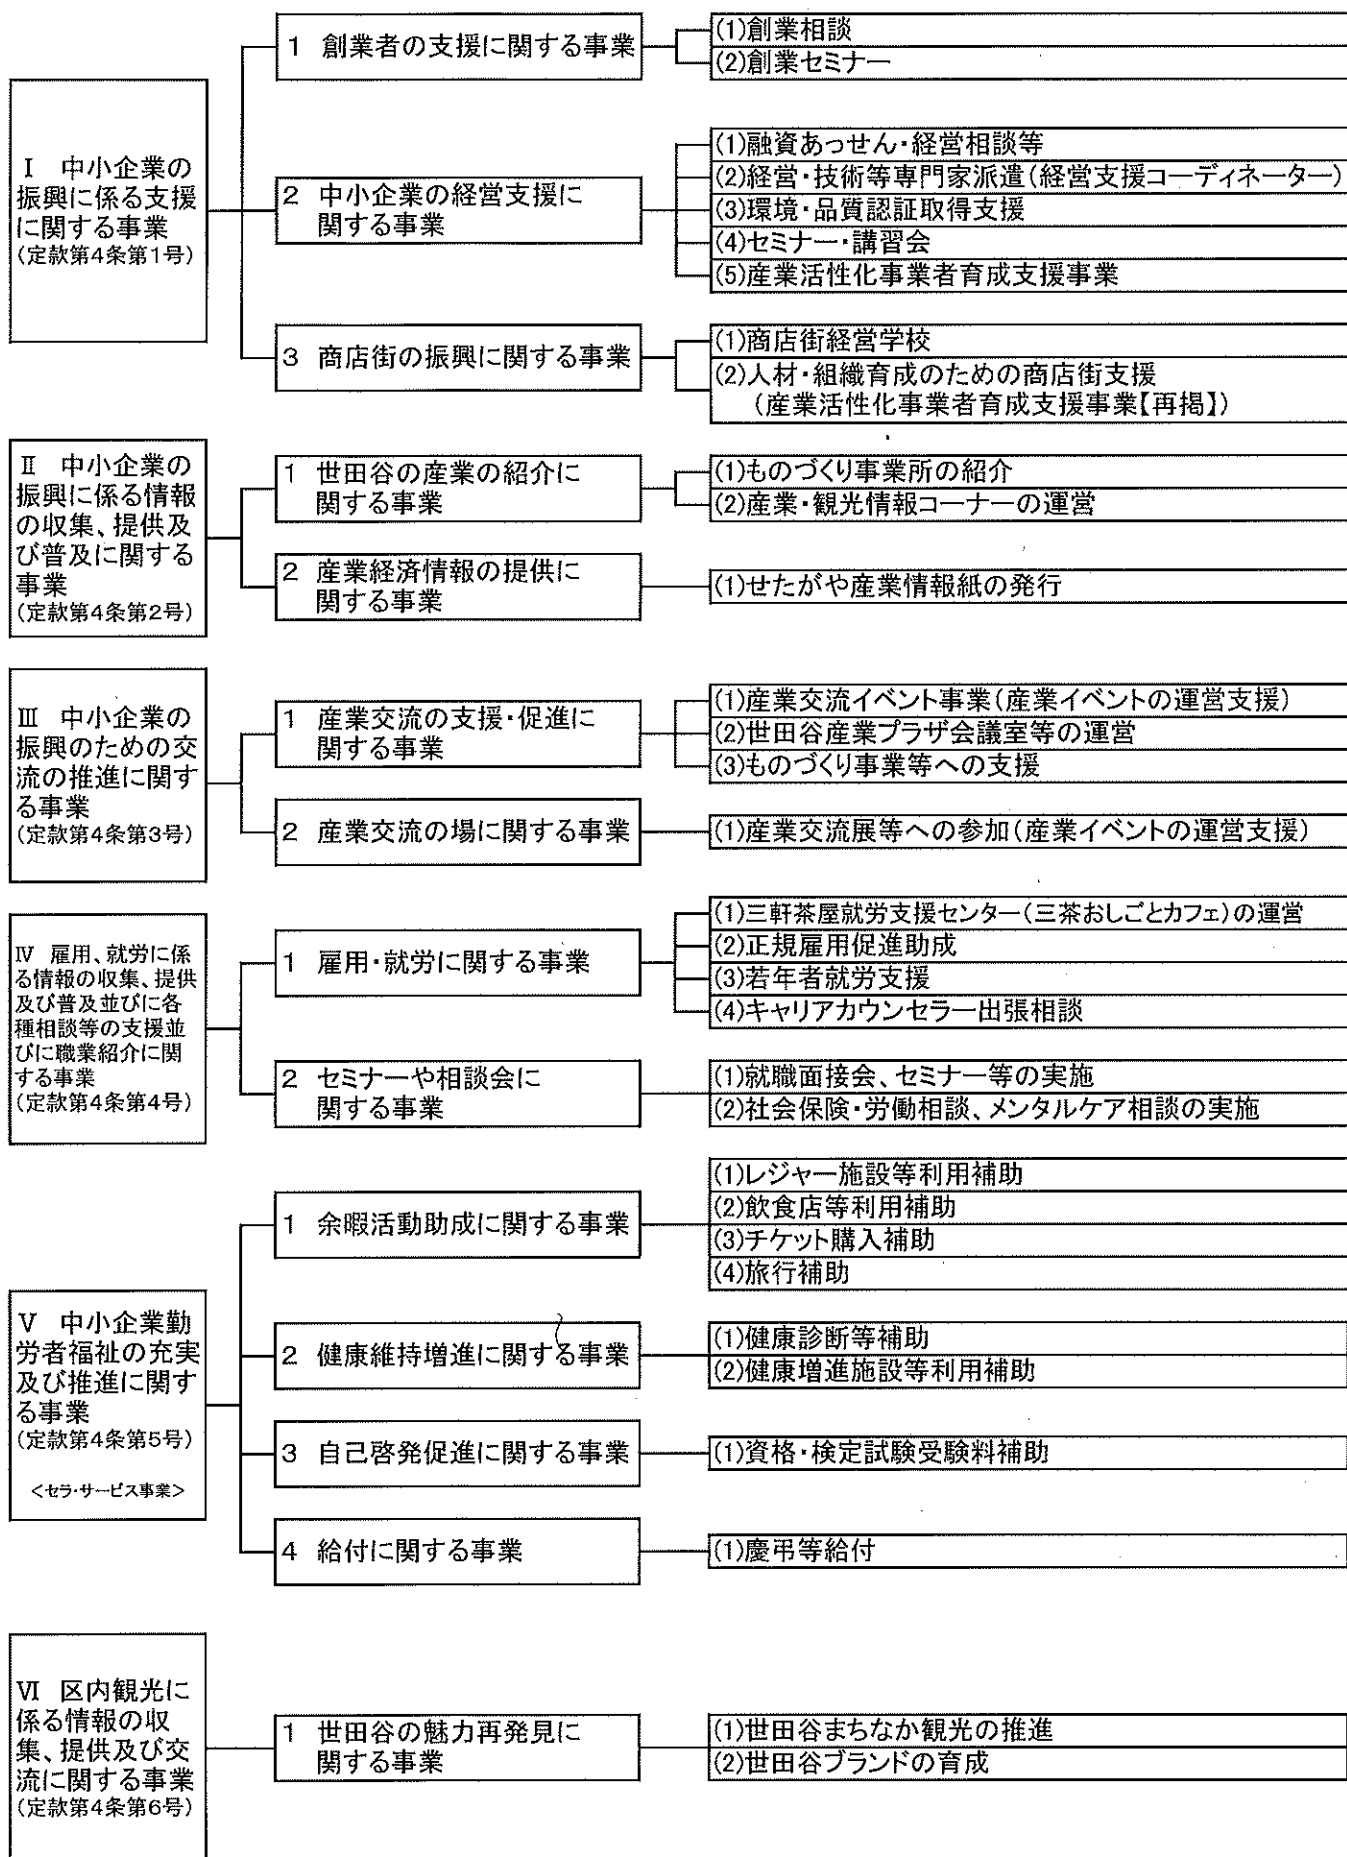 Ⅰ 中小企業の
振興に係る支援
に関する事業
(定款第4条第1号)
1 創業者の支援に関する事業
(1)創業相談
(2)創業セミナー
2 中小企業の経営支援に
関する事業
(1)融資あっせん・経営相談等
(2)経営・技術等専門家派遣(経営支援コーディネーター)
(3)環境・品質認証取得支援
(4)セミナー・講習会
(5)産業活性化事業者育成支援事業
3 商店街の振興に関する事業
(1)商店街経営学校
(2)人材・組織育成のための商店街支援
(産業活性化事業者育成支援事業【再掲】)
Ⅱ 中小企業の
振興に係る情報
の収集、提供及
び普及に関する
事業
(定款第4条第2号)
1 世田谷の産業の紹介に
関する事業
(1)ものづくり事業所の紹介
(2)産業・観光情報コーナーの運営
2 産業経済情報の提供に
関する事業
(1)せたがや産業情報紙の発行
Ⅲ 中小企業の
振興のための交
流の推進に関す
る事業
(定款第4条第3号)
1 産業交流の支援・促進に
関する事業
(1)産業交流イベント事業(産業イベントの運営支援)
(2)世田谷産業プラザ会議室等の運営
(3)ものづくり事業等への支援
2 産業交流の場に関する事業
(1)産業交流展等への参加(産業イベントの運営支援)
Ⅳ 雇用、就労に係
る情報の収集、提供
及び普及並びに各
種相談等の支援並
びに職業紹介に関
する事業
(定款第4条第4号)
1 雇用・就労に関する事業
(1)三軒茶屋就労支援センター(三茶おしごとカフェ)の運営
(2)正規雇用促進助成
(3)若年者就労支援
(4)キャリアカウンセラー出張相談
2 セミナーや相談会に
関する事業
(1)就職面接会、セミナー等の実施
(2)社会保険・労働相談、メンタルケア相談の実施
Ⅴ 中小企業勤
労者福祉の充実
及び推進に関す
る事業
(定款第4条第5号)
<セラ・サービス事業>
1 余暇活動助成に関する事業
(1)レジャー施設等利用補助
(2)飲食店等利用補助
(3)チケット購入補助
(4)旅行補助
2 健康維持増進に関する事業
(1)健康診断等補助
(2)健康増進施設等利用補助
3 自己啓発促進に関する事業
(1)資格・検定試験受験料補助
4 給付に関する事業
(1)慶弔等給付
Ⅵ 区内観光に
係る情報の収
集、提供及び交
流に関する事業
(定款第4条第6号)
1 世田谷の魅力再発見に
関する事業
(1)世田谷まちなか観光の推進
(2)世田谷ブランドの育成